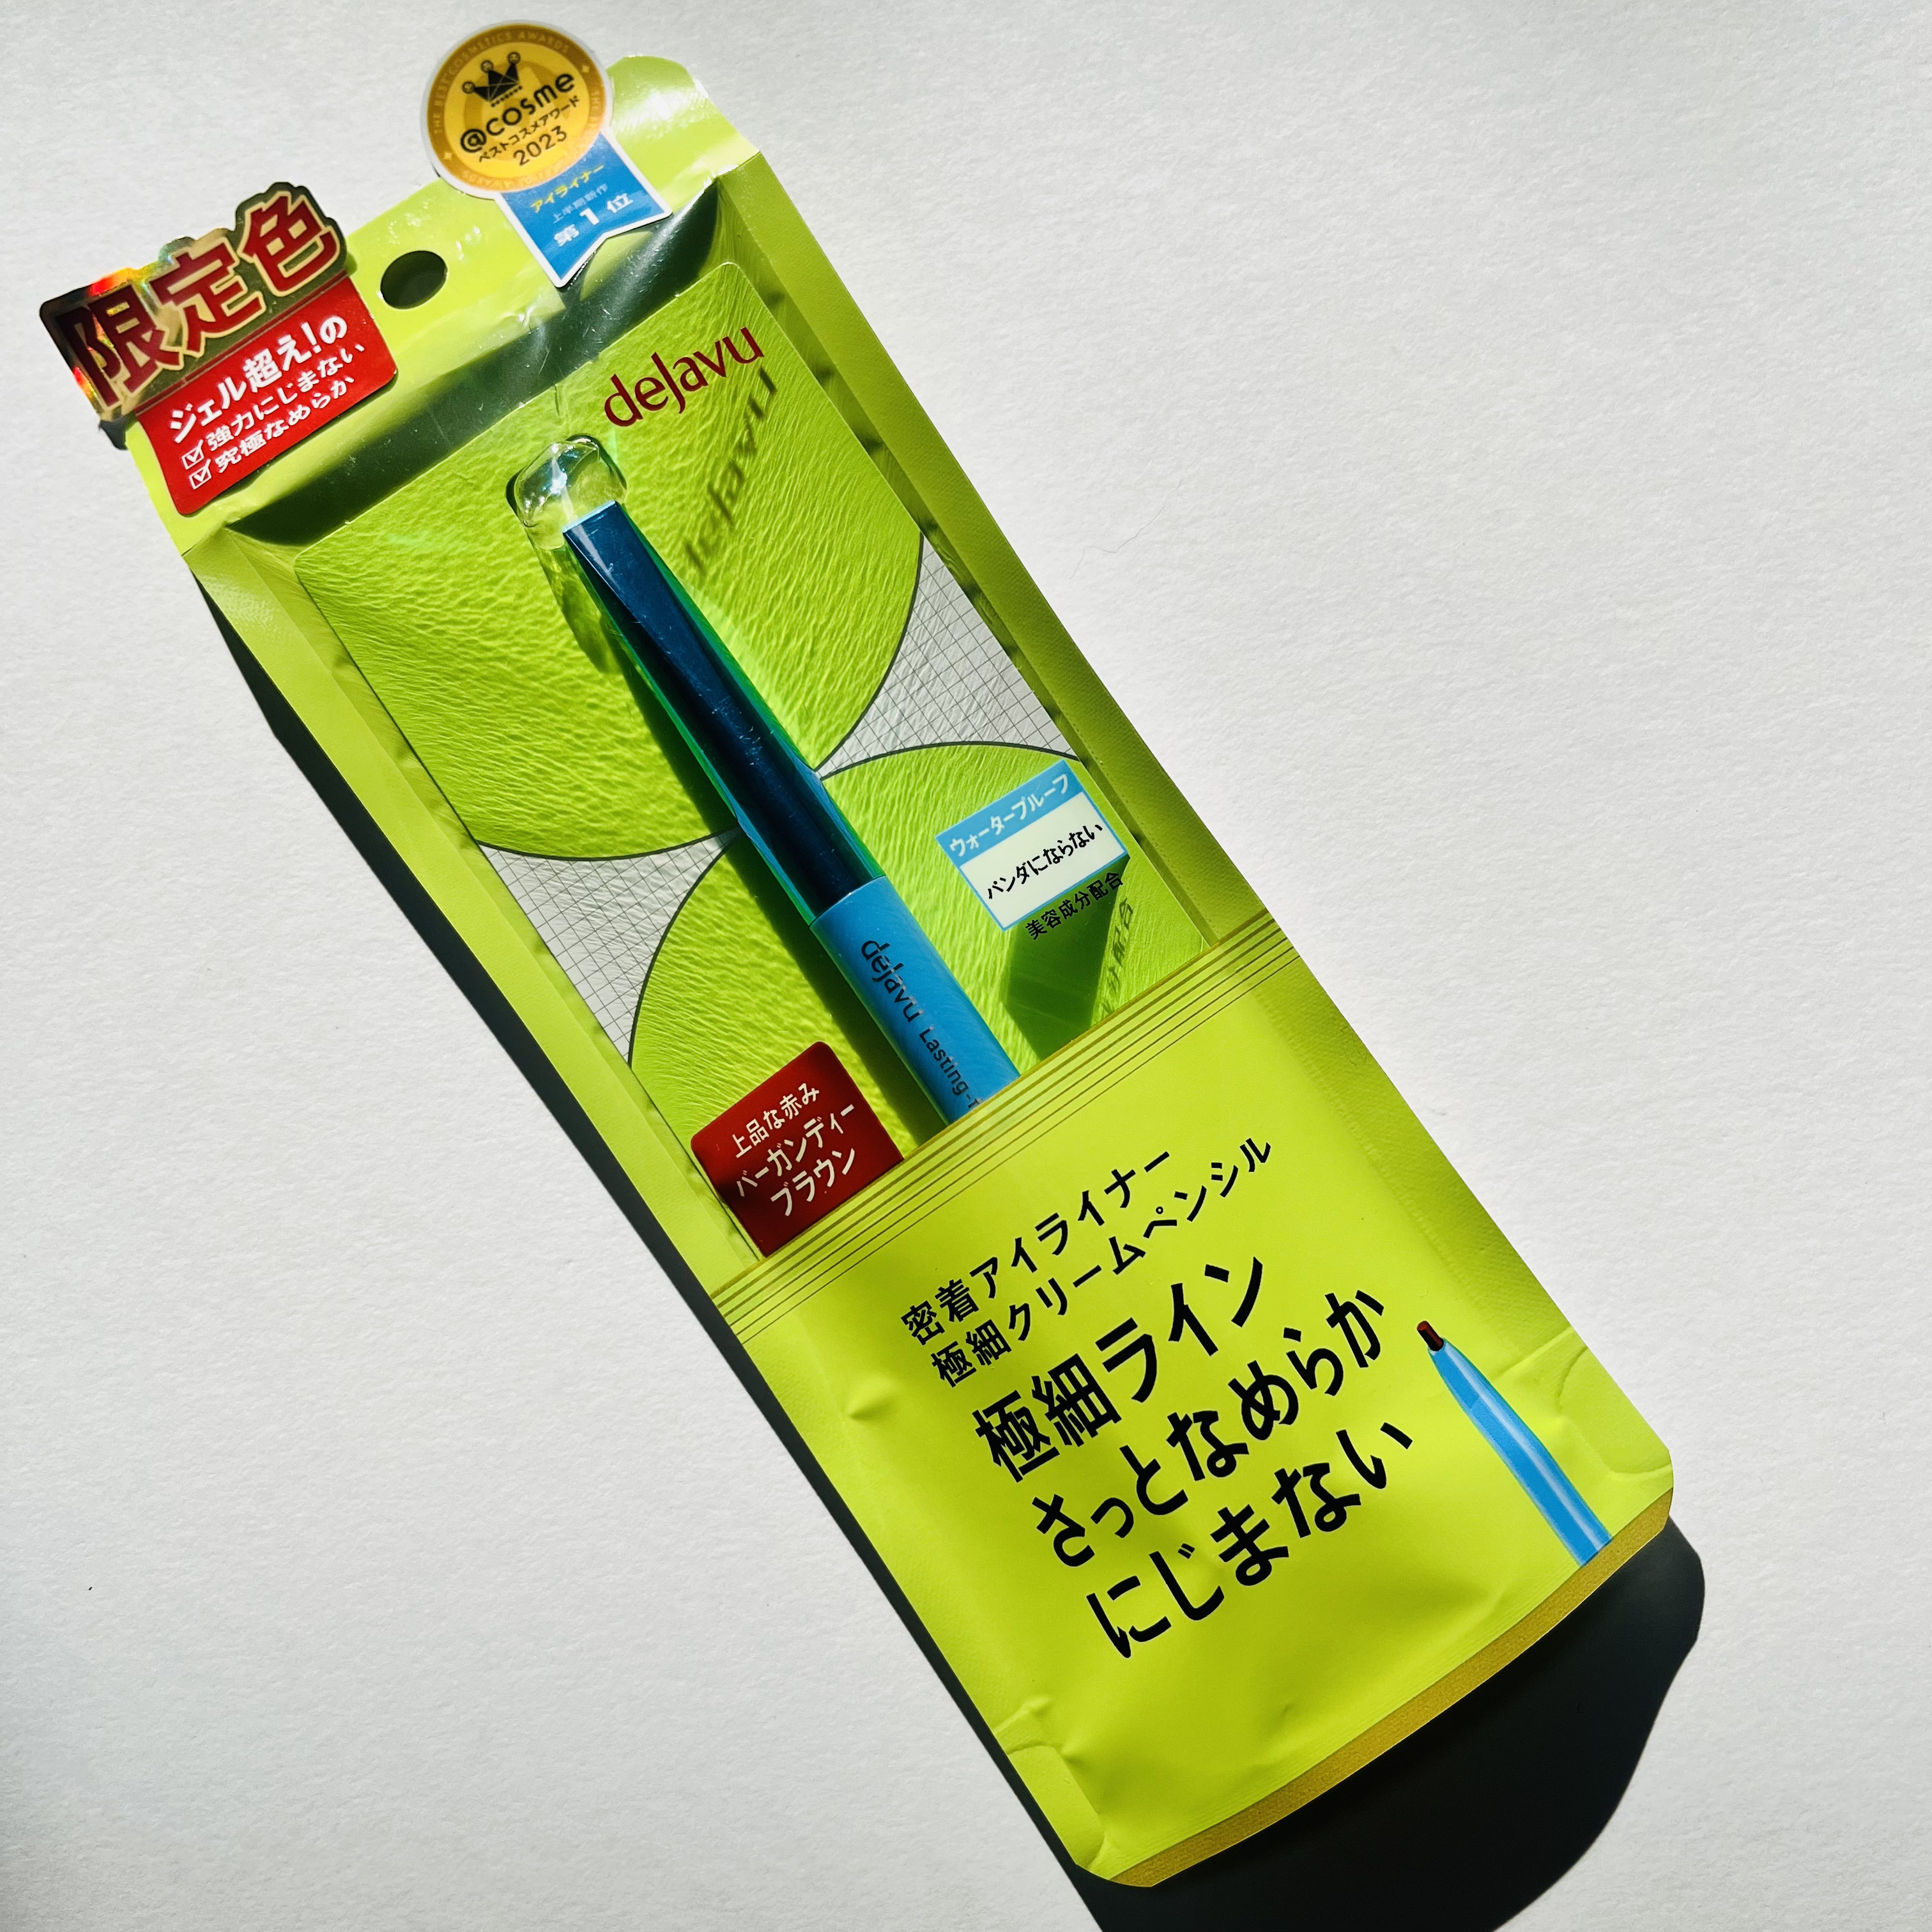 @cosme
ベストコスメアワード
2023
アイライナー
上半期新作
第1位
限定色
ジェル超え!の
強力ににじまない
究極なめらか
dejavu
ウォータープルーフ
パンダにならない
美容成分配合
dejavu Lasting-
上品な赤み
バーガンディー
ブラウン
密着アイライナー
極細クリームペンシル
極細ライン
さっとなめらか
にじまない